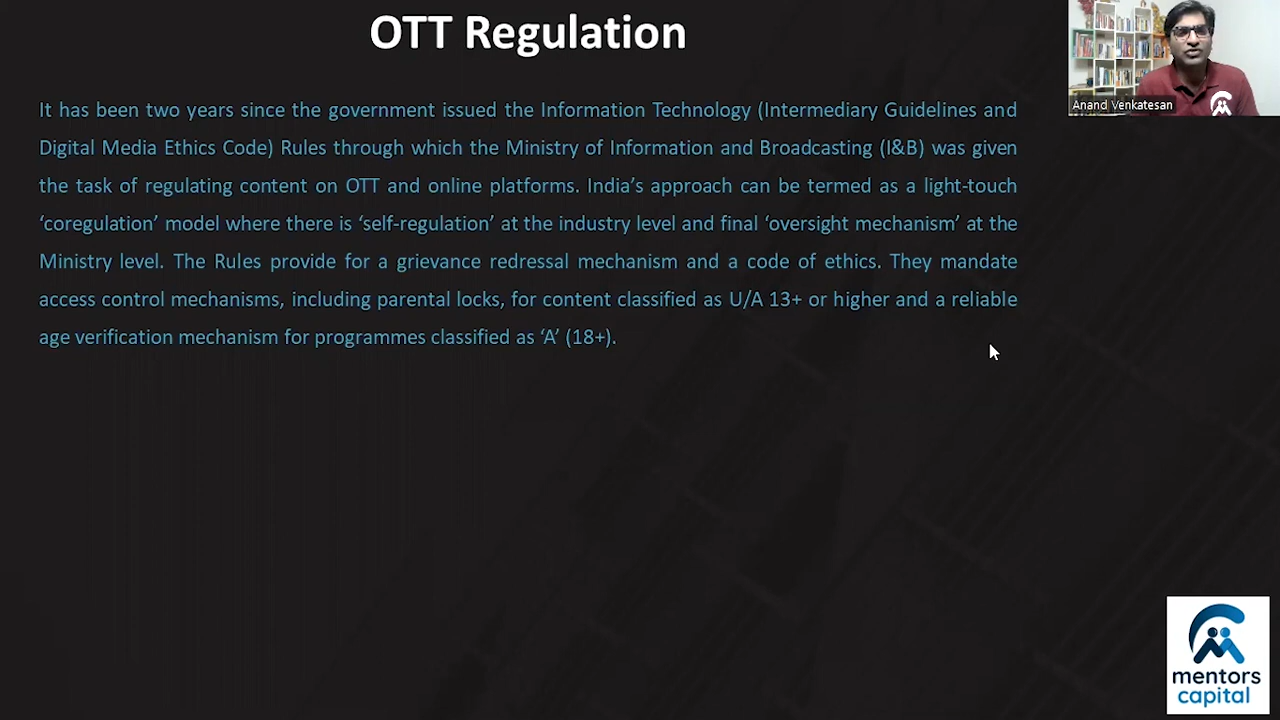 OTT Regulation
Anand Venkatesan
It has been two years since the government issued the Information Technology (Intermediary Guidelines and
Digital Media Ethics Code) Rules through which the Ministry of Information and Broadcasting (I&B) was given
the task of regulating content on OTT and online platforms. India’s approach can be termed as a light-touch
‘coregulation’ model where there is ‘self-regulation’ at the industry level and final ‘oversight mechanism’ at the
Ministry level. The Rules provide for a grievance redressal mechanism and a code of ethics. They mandate
access control mechanisms, including parental locks, for content classified as U/A 13+ or higher and a reliable
age verification mechanism for programmes classified as ‘A’ (18+).
mentors
capital